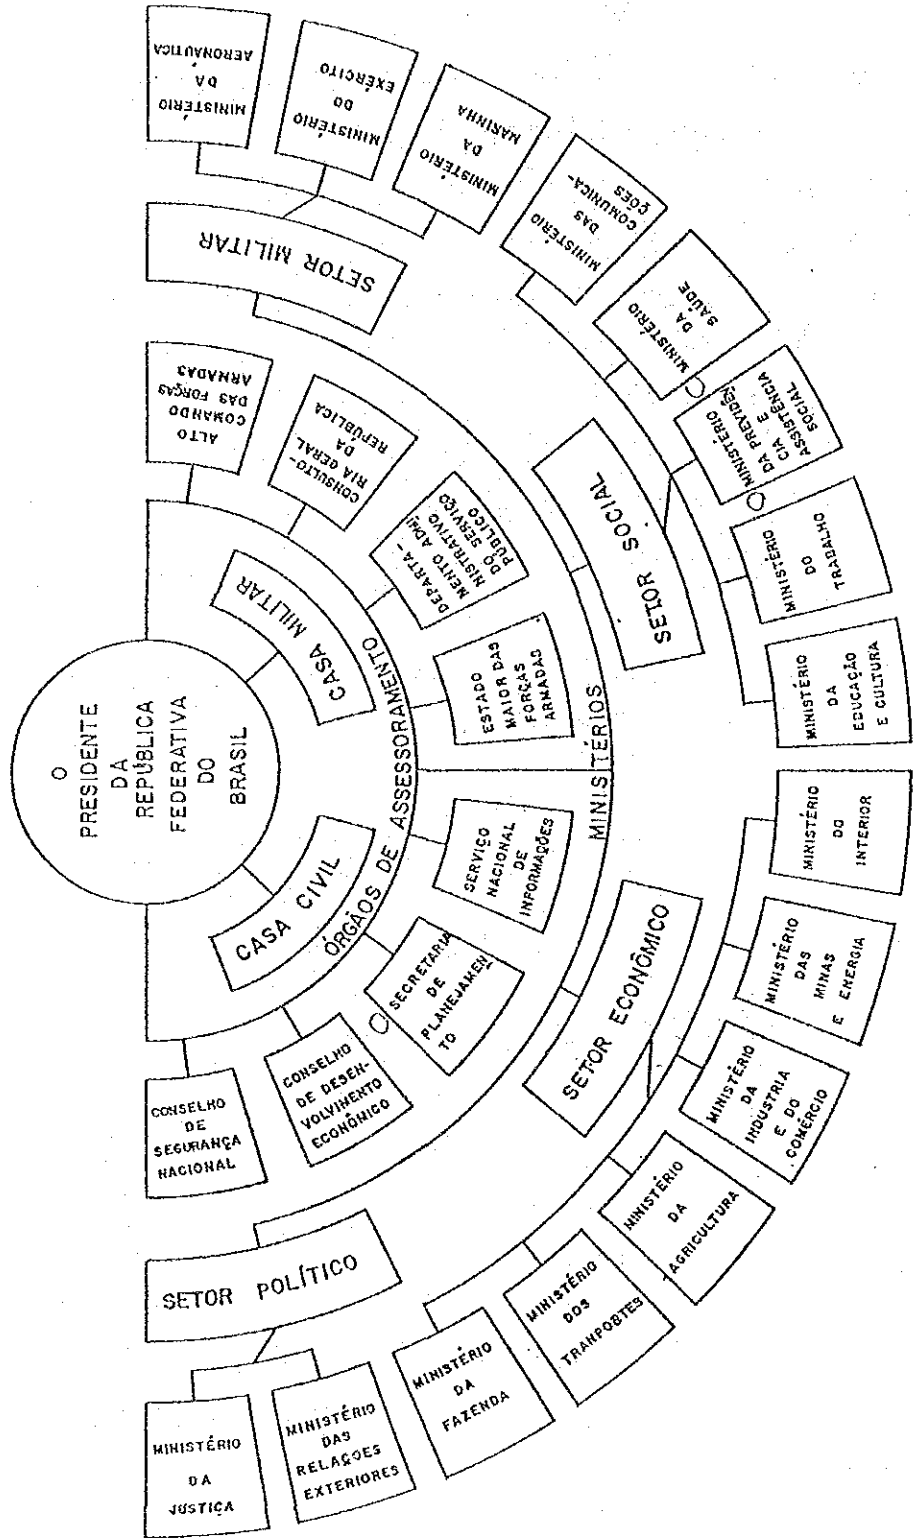 O
PRESIDENTE
DA
REPÚBLICA
FEDERATIVA
DO
BRASIL
CASA CIVIL
CASA MILITAR
ÓRGÃOS DE ASSESSORAMENTO
CONSELHO
DE
SEGURANÇA
NACIONAL
CONSELHO
DE DESEN-
VOLVIMENTO
ECONÔMICO
SECRETARIA
DE
PLANEJAMEN
TO
SERVIÇO
NACIONAL
DE
INFORMAÇÕES
ESTADO
MAIOR DAS
FORÇAS
ARMADAS
DEPARTA-
MENTO ADMI
NISTRATIVO
DO SERVIÇO
PÚBLICO
CONSULTO-
RIA GERAL
DA
REPÚBLICA
ALTO
COMANDO
DAS FORÇAS
ARMADAS
MINISTÉRIOS
SETOR POLÍTICO
SETOR ECONÔMICO
SETOR SOCIAL
SETOR MILITAR
MINISTÉRIO
DA
JUSTIÇA
MINISTÉRIO
DAS
RELAÇÕES
EXTERIORES
MINISTÉRIO
DA
FAZENDA
MINISTÉRIO
DOS
TRANPORTES
MINISTÉRIO
DA
AGRICULTURA
MINISTÉRIO
DA
INDUSTRIA
E DO
COMÉRCIO
MINISTÉRIO
DAS
MINAS
E ENERGIA
MINISTÉRIO
DO
INTERIOR
MINISTÉRIO
DA
EDUCAÇÃO
E CULTURA
MINISTÉRIO
DO
TRABALHO
MINISTÉRIO
DA PREVIDÊN
CIA E
ASSISTÊNCIA
SOCIAL
MINISTÉRIO
DA
SAÚDE
MINISTÉRIO
DAS
COMUNICA-
ÇÕES
MINISTÉRIO
DA
MARINHA
MINISTÉRIO
DO
EXÉRCITO
MINISTÉRIO
DA
AERONÁUTICA